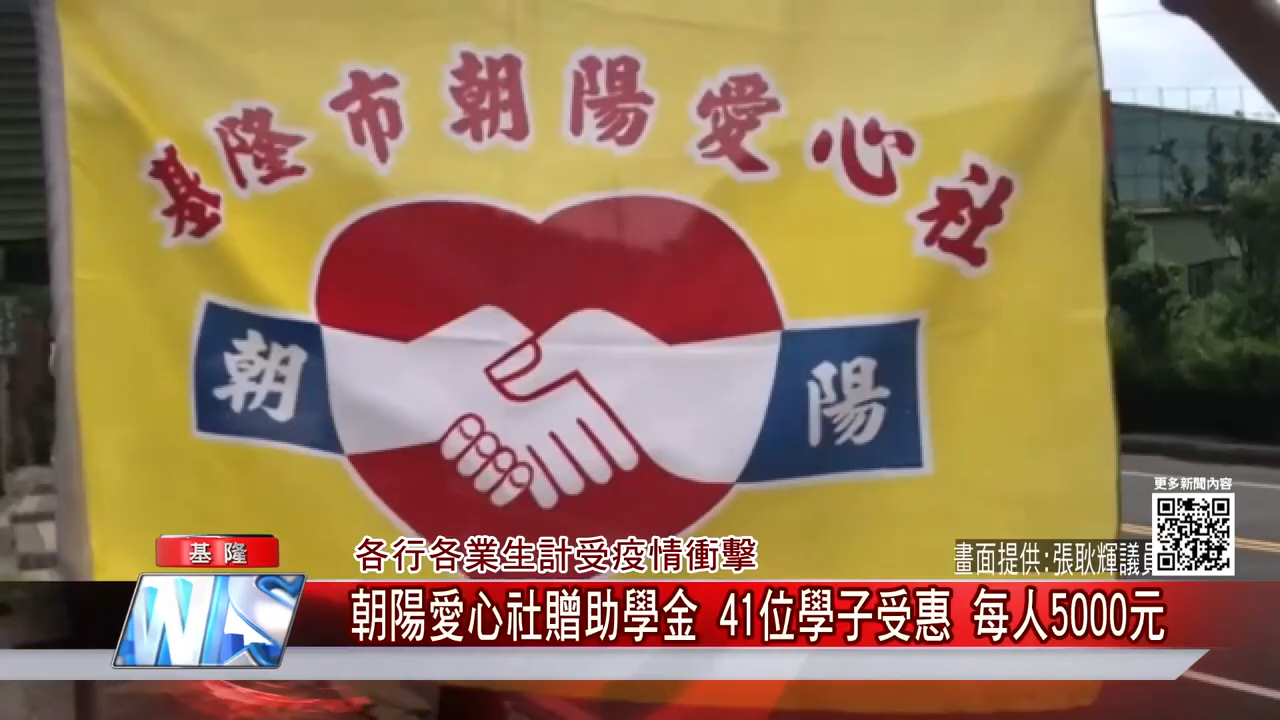 基隆市朝陽愛心社
朝 陽
更多新聞內容
基隆
各行各業生計受疫情衝擊
畫面提供:張耿輝議員
朝陽愛心社贈助學金 41位學子受惠 每人5000元